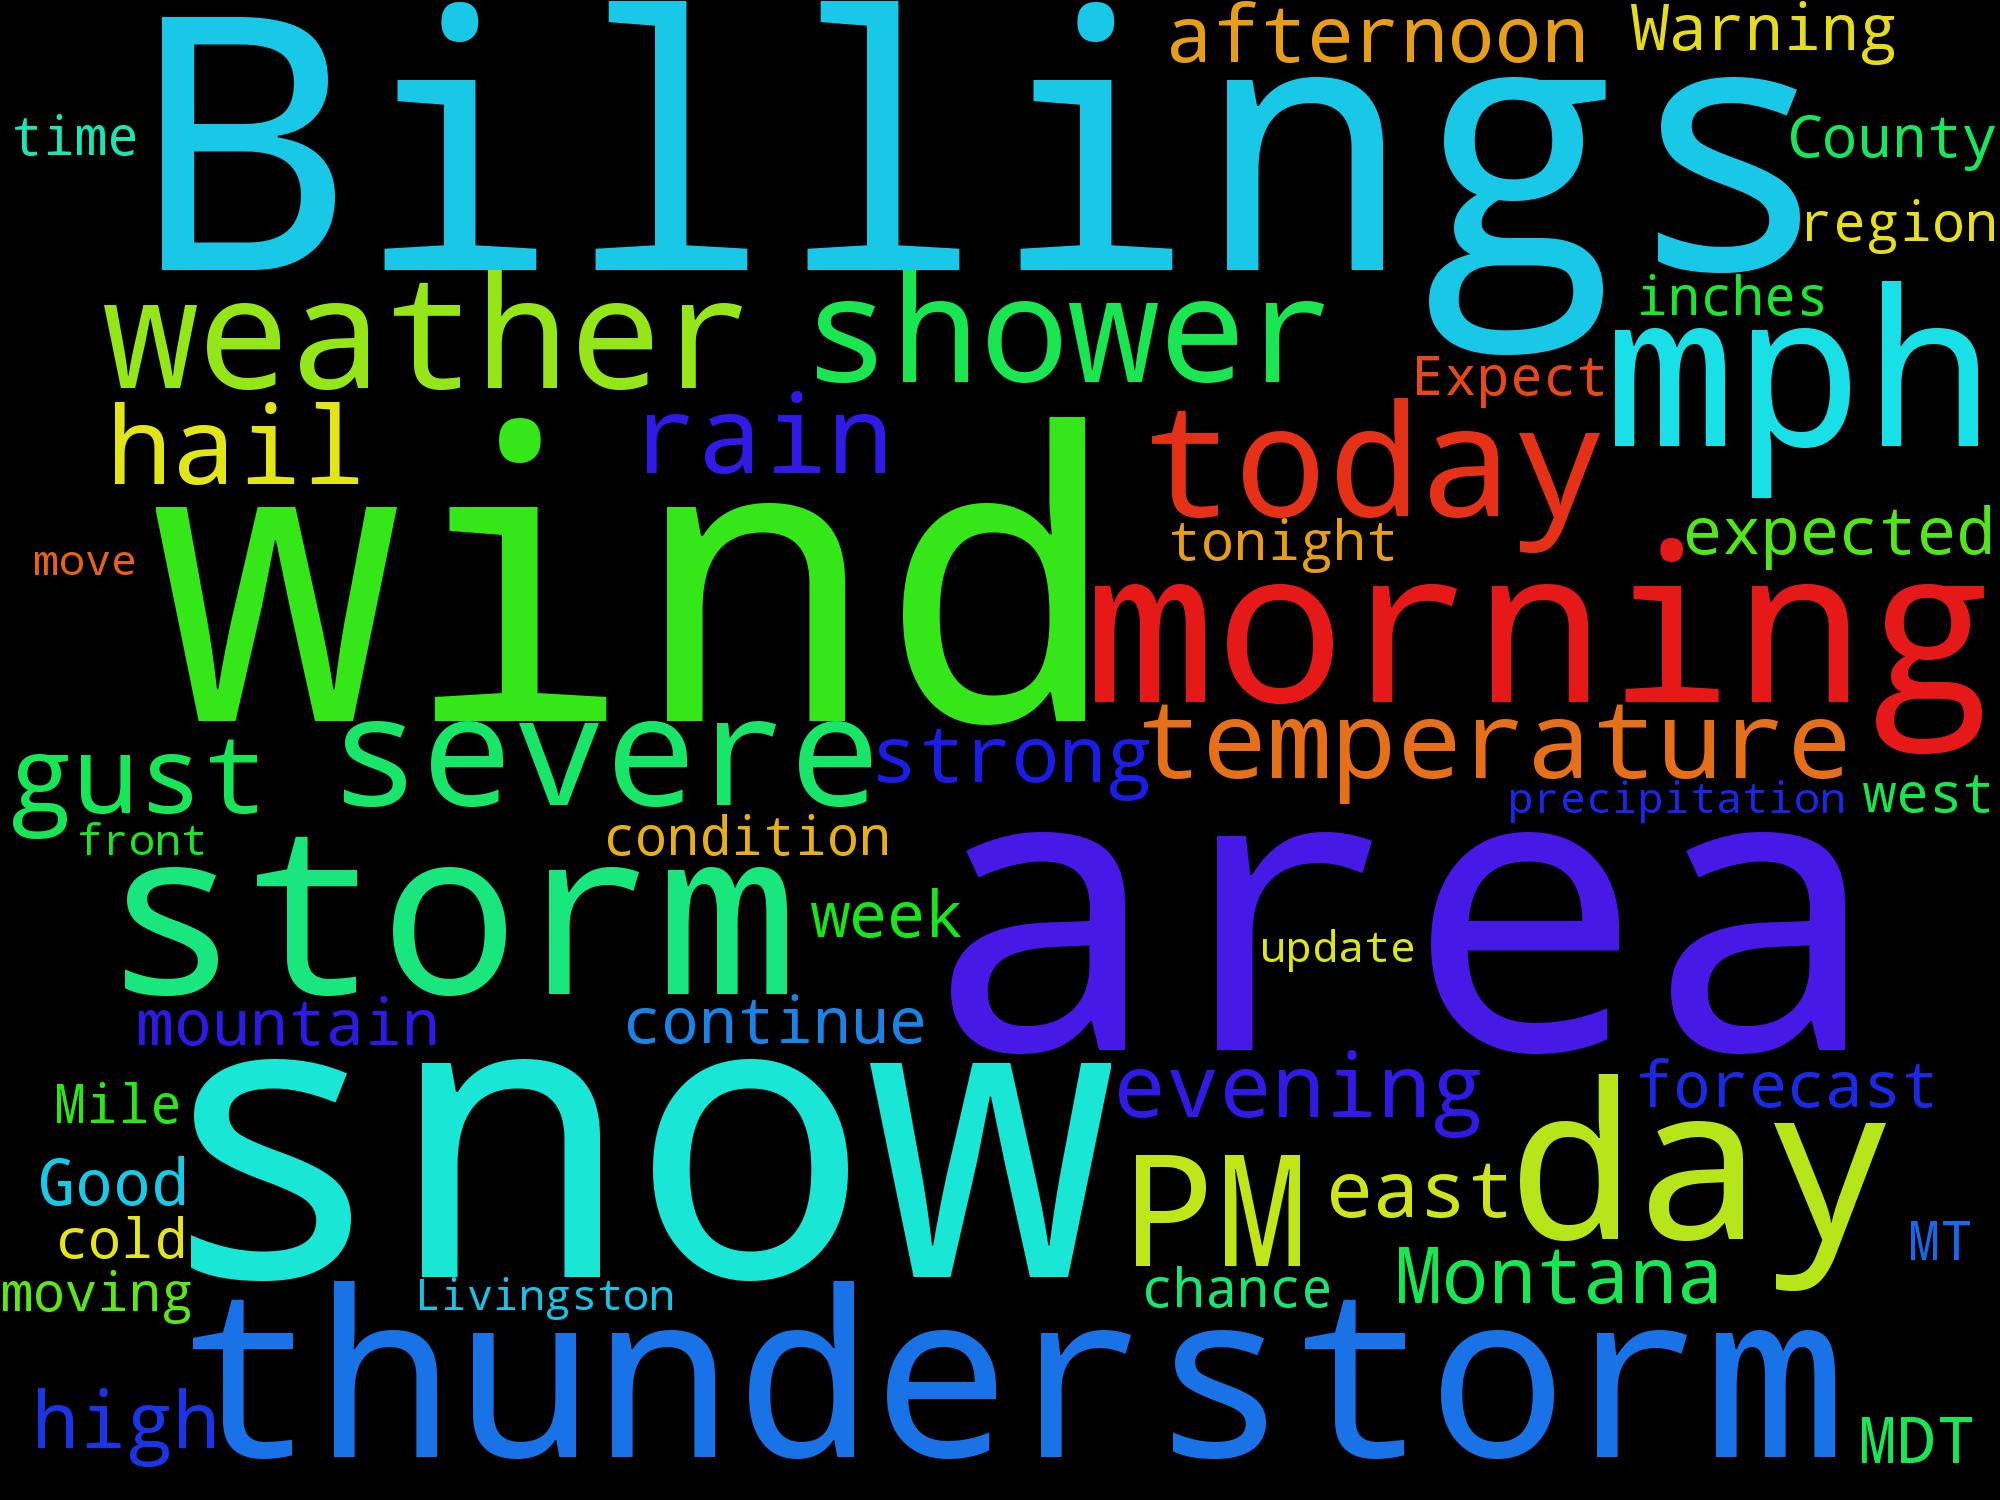 afternoon Warning
Billings
time
County
region
weather shower
inches
mph
Expect
hail
rain
today
wind
tonight
expected
move
morning
gust severe
strong
temperature
precipitation west
front
condition
storm
area
week
update
mountain
continue
snow
evening
forecast
Mile
day
PM
east
Good
cold
MT
moving
Livingston
chance
Montana
thunderstorm
high
MDT